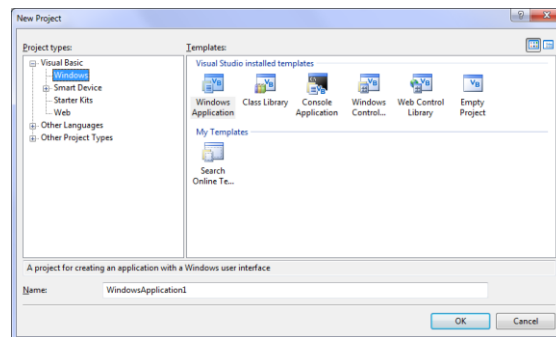 New Project
Project types:
Templates:
Visual Basic
Windows
Smart Device
Starter Kits
Web
Other Languages
Other Project Types
Visual Studio installed templates
Windows Application
Class Library
Console Application
Windows Control...
Web Control Library
Empty Project
My Templates
Search Online Te...
A project for creating an application with a Windows user interface
Name:
WindowsApplication1
OK
Cancel